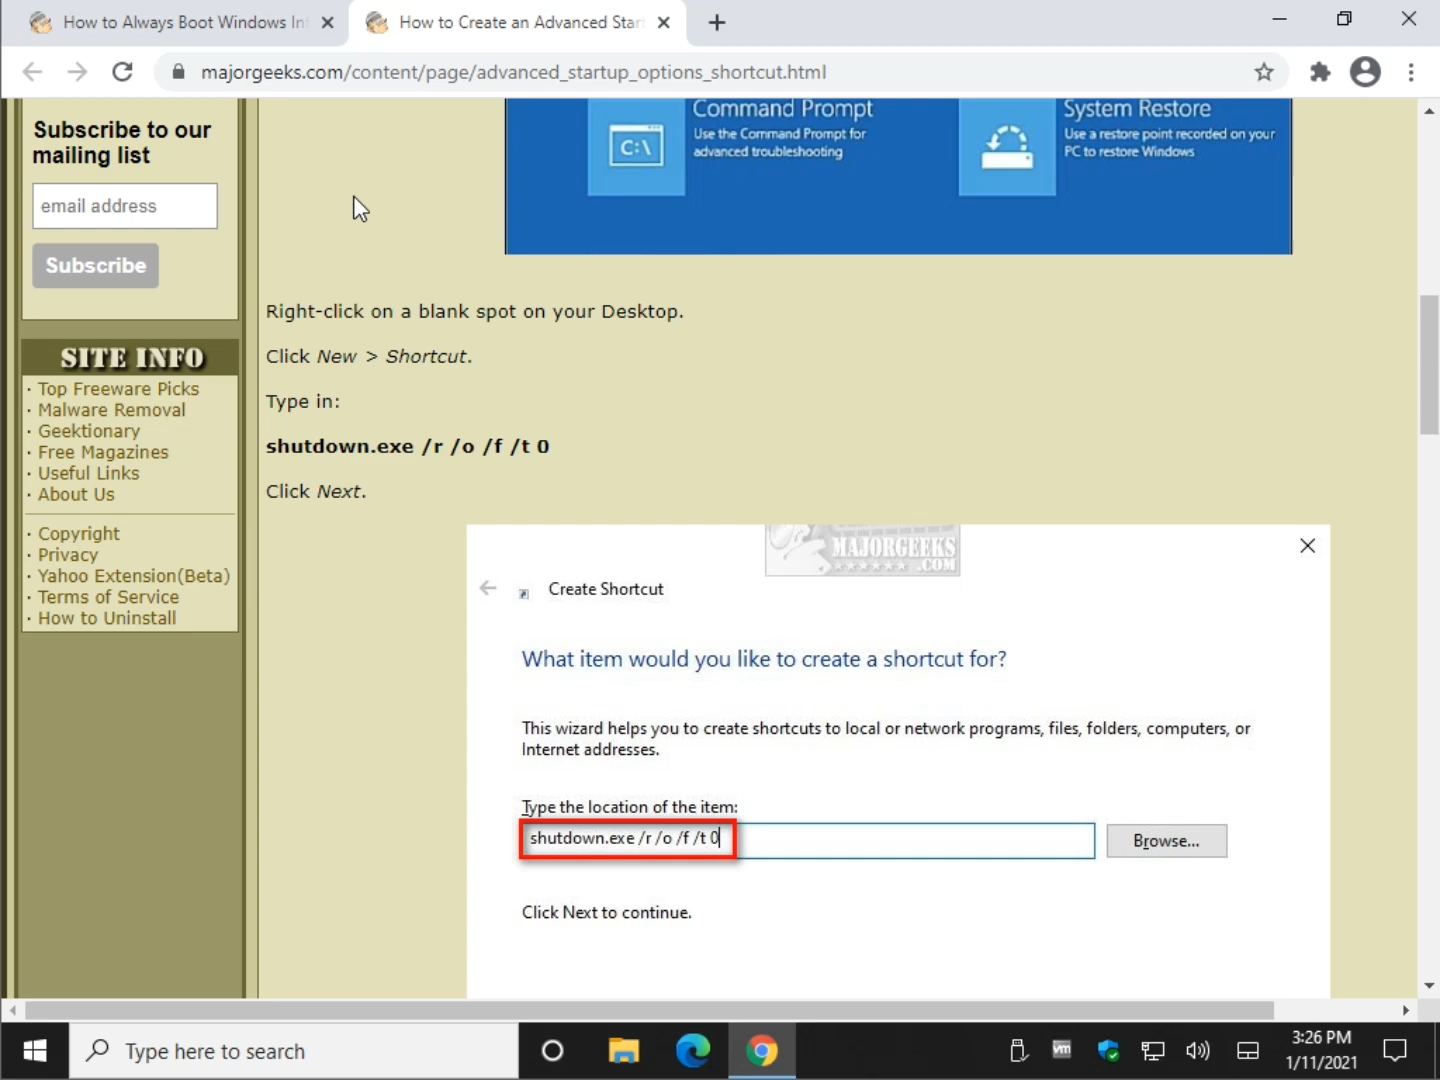 How to Always Boot Windows In
How to Create an Advanced Star
majorgeeks.com/content/page/advanced_startup_options_shortcut.html
Subscribe to our
mailing list
email address
Subscribe
SITE INFO
· Top Freeware Picks
· Malware Removal
· Geektionary
· Free Magazines
· Useful Links
· About Us
· Copyright
· Privacy
· Yahoo Extension(Beta)
· Terms of Service
· How to Uninstall
C:\
Command Prompt
Use the Command Prompt for
advanced troubleshooting
System Restore
Use a restore point recorded on your
PC to restore Windows
Right-click on a blank spot on your Desktop.
Click New > Shortcut.
Type in:
shutdown.exe /r /o /f /t 0
Click Next.
MAJORGEEKS
.COM
Create Shortcut
What item would you like to create a shortcut for?
This wizard helps you to create shortcuts to local or network programs, files, folders, computers, or
Internet addresses.
Type the location of the item:
shutdown.exe /r /o /f /t 0
Browse...
Click Next to continue.
Type here to search
vm
3:26 PM
1/11/2021